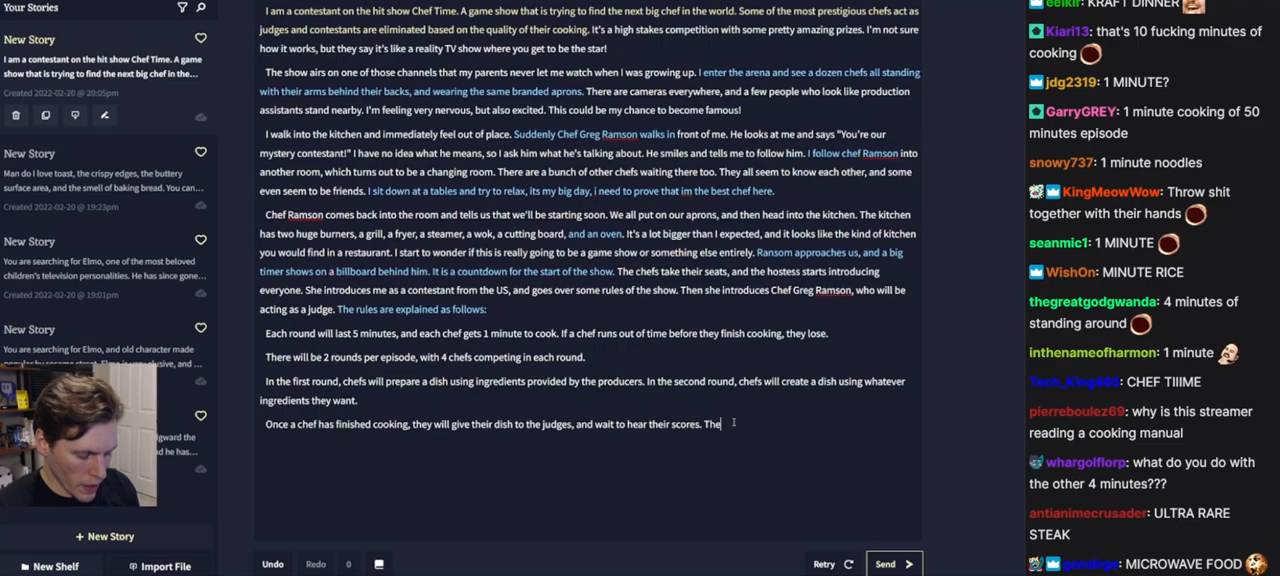 Your Stories
New Story
I am a contestant on the hit show Chef Time. A game
show that is trying to find the next big chef in the...
Created 2022-02-20 @ 20:05pm
New Story
Man do I love toast, the crispy edges, the buttery
surface area, and the smell of baking bread. You can...
Created 2022-02-20 @ 19:23pm
New Story
You are searching for Elmo, one of the most beloved
children's television personalities. He has since gone...
Created 2022-02-20 @ 19:01pm
New Story
You are searching for Elmo, and old character made
+ New Story
New Shelf
Import File
I am a contestant on the hit show Chef Time. A game show that is trying to find the next big chef in the world. Some of the most prestigious chefs act as
judges and contestants are eliminated based on the quality of their cooking. It's a high stakes competition with some pretty amazing prizes. I'm not sure
how it works, but they say it's like a reality TV show where you get to be the star!
The show airs on one of those channels that my parents never let me watch when I was growing up. I enter the arena and see a dozen chefs all standing
with their arms behind their backs, and wearing the same branded aprons. There are cameras everywhere, and a few people who look like production
assistants stand nearby. I'm feeling very nervous, but also excited. This could be my chance to become famous!
I walk into the kitchen and immediately feel out of place. Suddenly Chef Greg Ramson walks in front of me. He looks at me and says "You're our
mystery contestant!" I have no idea what he means, so I ask him what he's talking about. He smiles and tells me to follow him. I follow chef Ramson into
another room, which turns out to be a changing room. There are a bunch of other chefs waiting there too. They all seem to know each other, and some
even seem to be friends. I sit down at a tables and try to relax, its my big day, i need to prove that im the best chef here.
Chef Ramson comes back into the room and tells us that we'll be starting soon. We all put on our aprons, and then head into the kitchen. The kitchen
has two huge burners, a grill, a fryer, a steamer, a wok, a cutting board, and an oven. It's a lot bigger than I expected, and it looks like the kind of kitchen
you would find in a restaurant. I start to wonder if this is really going to be a game show or something else entirely. Ransom approaches us, and a big
timer shows on a billboard behind him. It is a countdown for the start of the show. The chefs take their seats, and the hostess starts introducing
everyone. She introduces me as a contestant from the US, and goes over some rules of the show. Then she introduces Chef Greg Ramson, who will be
acting as a judge. The rules are explained as follows:
Each round will last 5 minutes, and each chef gets 1 minute to cook. If a chef runs out of time before they finish cooking, they lose.
There will be 2 rounds per episode, with 4 chefs competing in each round.
In the first round, chefs will prepare a dish using ingredients provided by the producers. In the second round, chefs will create a dish using whatever
ingredients they want.
Once a chef has finished cooking, they will give their dish to the judges, and wait to hear their scores. The
Undo
Redo
0
Retry
Send
KRAFT DINNER
Kiari13: that's 10 fucking minutes of
cooking
jdg2319: 1 MINUTE?
GarryGREY: 1 minute cooking of 50
minutes episode
snowy737: 1 minute noodles
KingMeowWow: Throw shit
together with their hands
seanmic1: 1 MINUTE
WishOn: MINUTE RICE
thegreatgodgwanda: 4 minutes of
standing around
inthenameofharmon: 1 minute
Tech_King465: CHEF TIIIME
pierreboulez69: why is this streamer
reading a cooking manual
whargolflorp: what do you do with
the other 4 minutes???
antianimecrusader: ULTRA RARE
STEAK
MICROWAVE FOOD